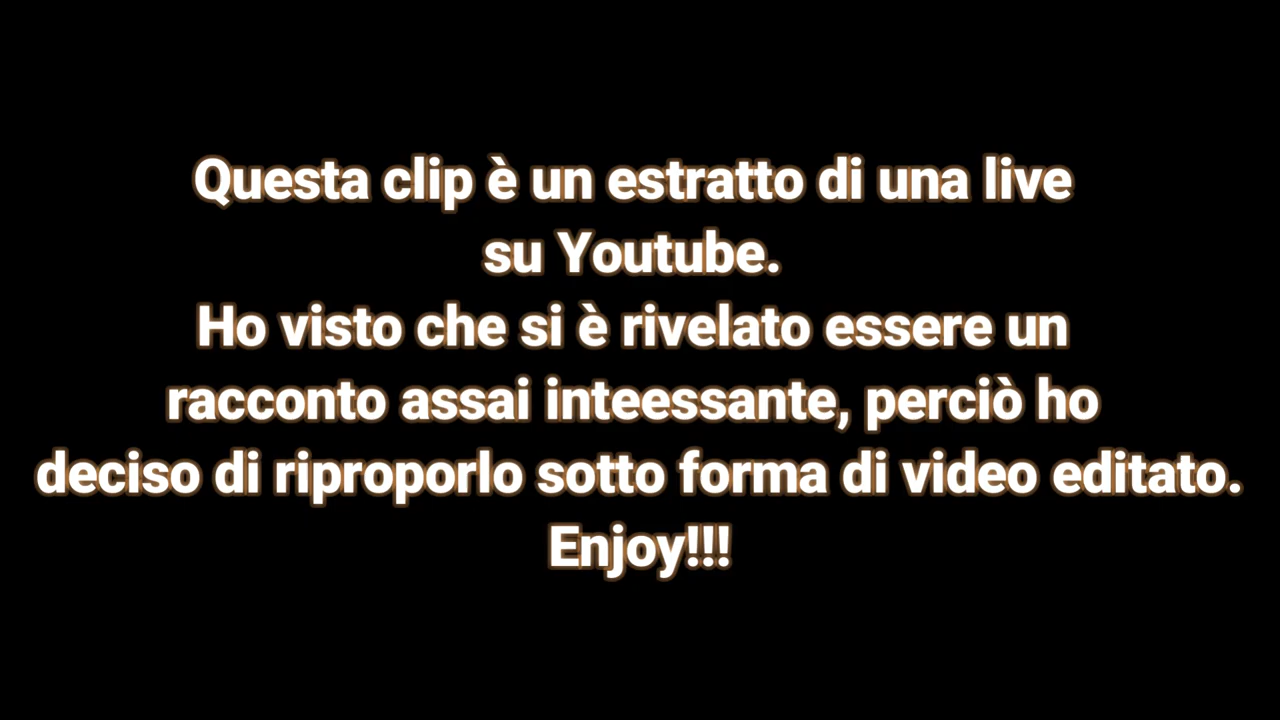 Questa clip è un estratto di una live
su Youtube.
Ho visto che si è rivelato essere un
racconto assai inteessante, perciò ho
deciso di riproporlo sotto forma di video editato.
Enjoy!!!